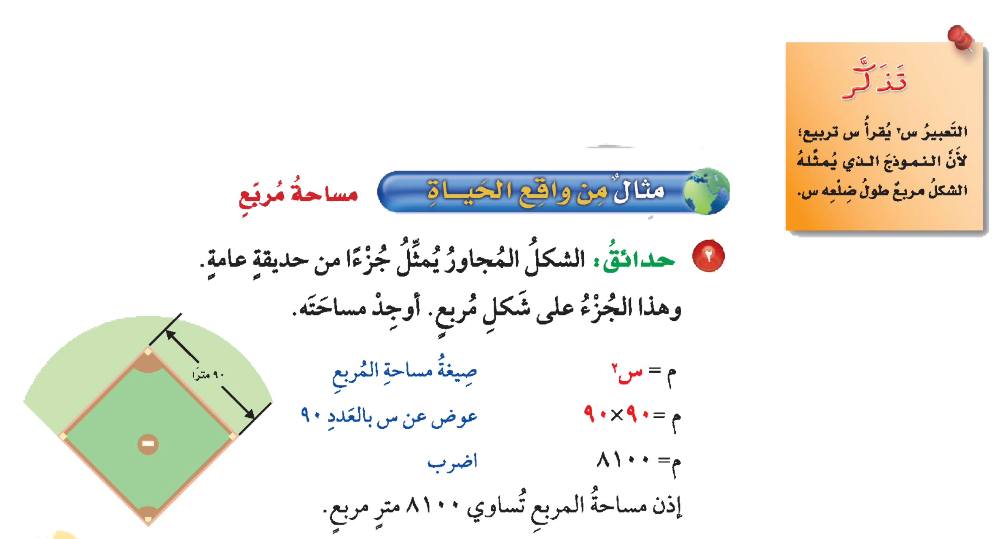 تَذَكَّر
التَعبيرُ س٢ يُقرأُ س تربيع؛
لأنَّ النموذجَ الذي يُمثِّلهُ
الشكلُ مربعٌ طولُ ضِلْعِه س.
مثالٌ مِن واقِع الحَيـاةِ
مساحةُ مُربَعِ
٢ حدائقُ: الشكلُ المُجاورُ يُمثِّلُ جُزْءًا من حديقةٍ عامةٍ.
وهذا الجُزْءُ على شَكلِ مُربعٍ. أوجِدْ مساحَتَه.
م = س٢ صِيغةُ مساحةِ المُربعِ
م =٩٠×٩٠ عوض عن س بالعَددِ ٩٠
م= ٨١٠٠ اضرب
إذن مساحةُ المربعِ تُساوي ٨١٠٠ مترٍ مربعٍ.
٩٠ مترًا